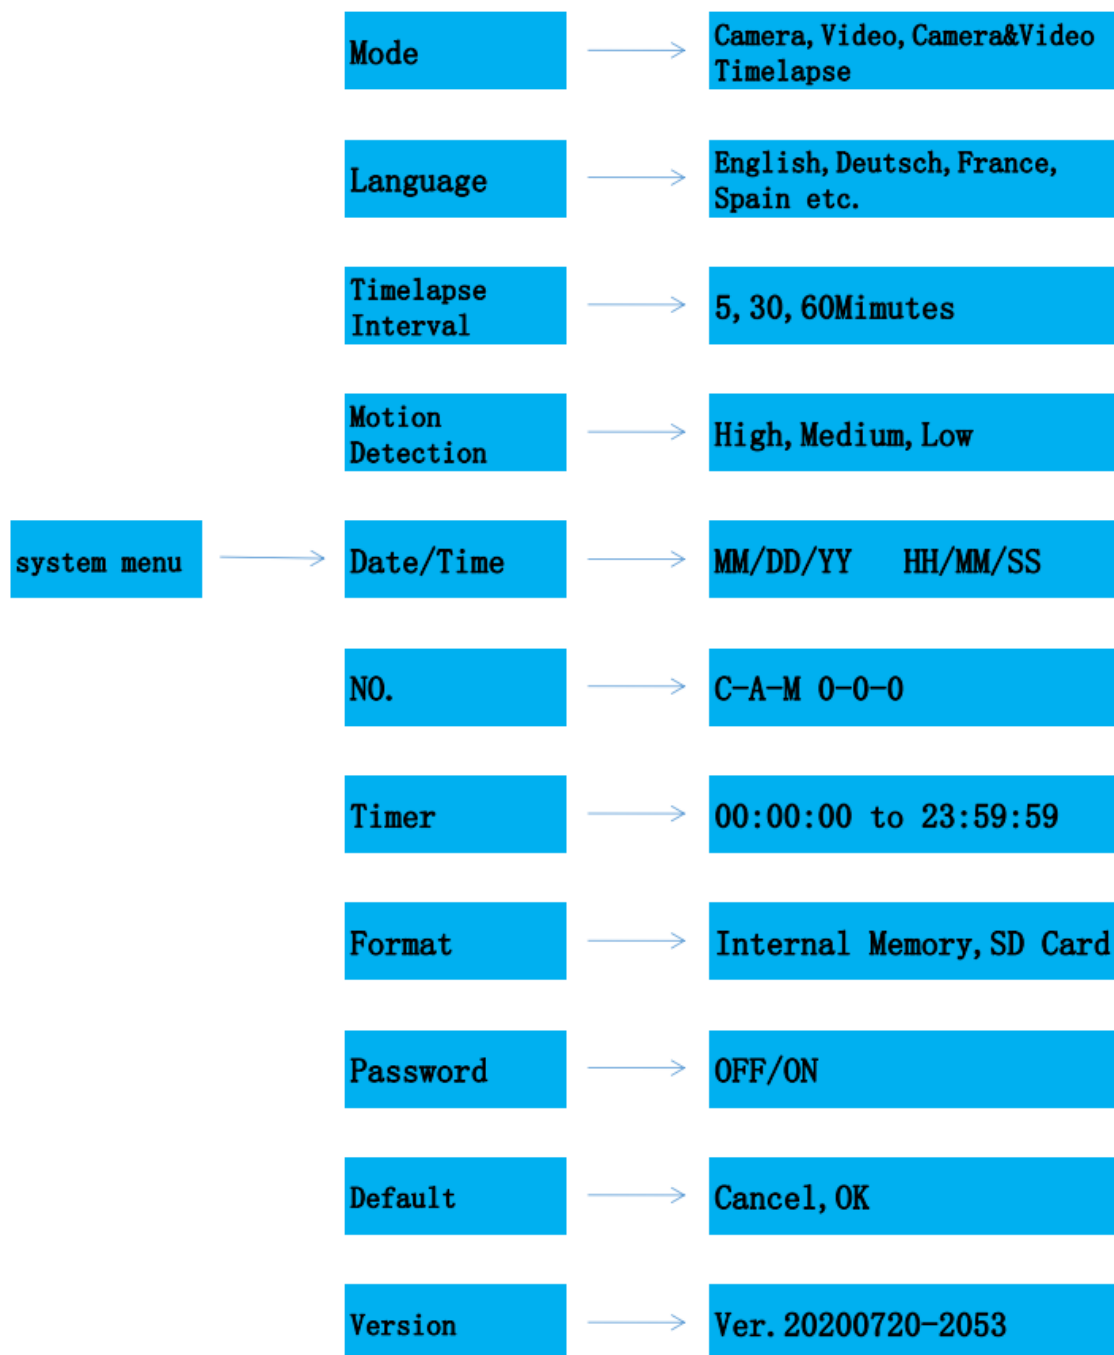 Mode
Camera,Video,Camera&Video
Timelapse
Language
English,Deutsch,France,
Spain etc.
Timelapse
Interval
5,30,60Mimutes
Motion
Detection
High,Medium,Low
system menu
Date/Time
MM/DD/YY HH/MM/SS
NO.
C-A-M 0-0-0
Timer
00:00:00 to 23:59:59
Format
Internal Memory,SD Card
Password
OFF/ON
Default
Cancel,OK
Version
Ver.20200720-2053